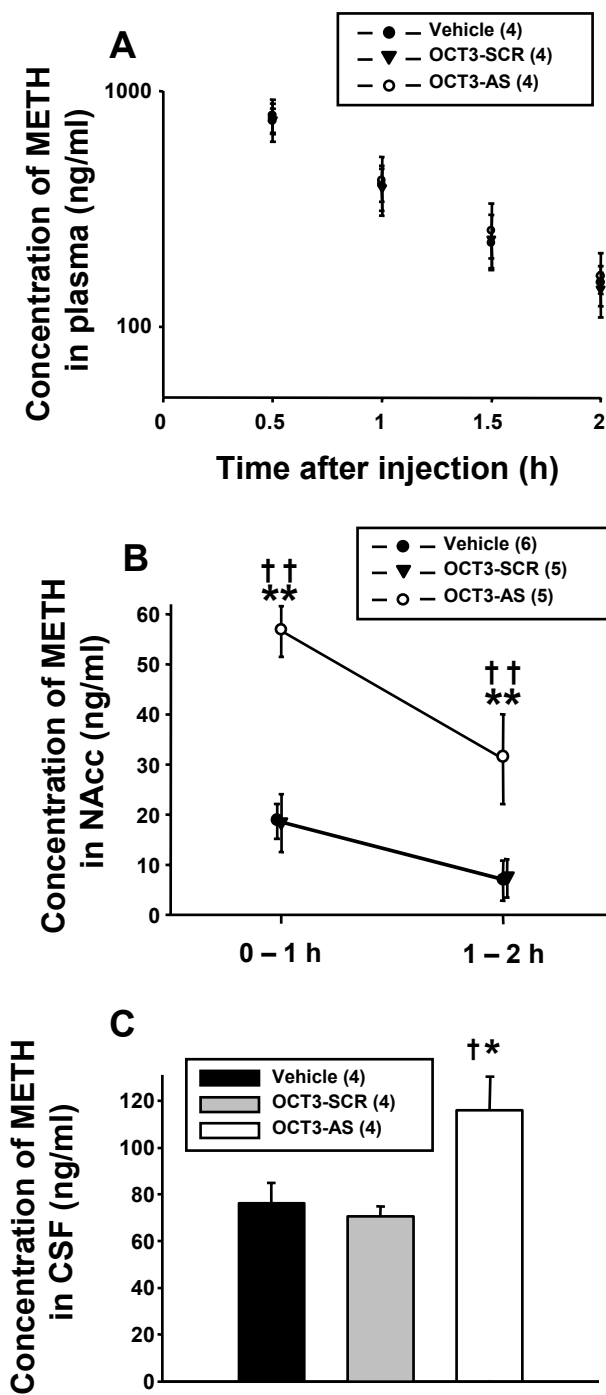 A
Vehicle (4)
OCT3-SCR (4)
OCT3-AS (4)
Concentration of METH
in plasma (ng/ml)
1000
100
0 0.5 1 1.5 2
Time after injection (h)
B
Vehicle (6)
OCT3-SCR (5)
OCT3-AS (5)
† †
**
† †
**
Concentration of METH
in NAcc (ng/ml)
60
50
40
30
20
10
0
0 – 1 h 1 – 2 h
C
Vehicle (4)
OCT3-SCR (4)
OCT3-AS (4)
†*
Concentration of METH
in CSF (ng/ml)
120
100
80
60
40
20
0